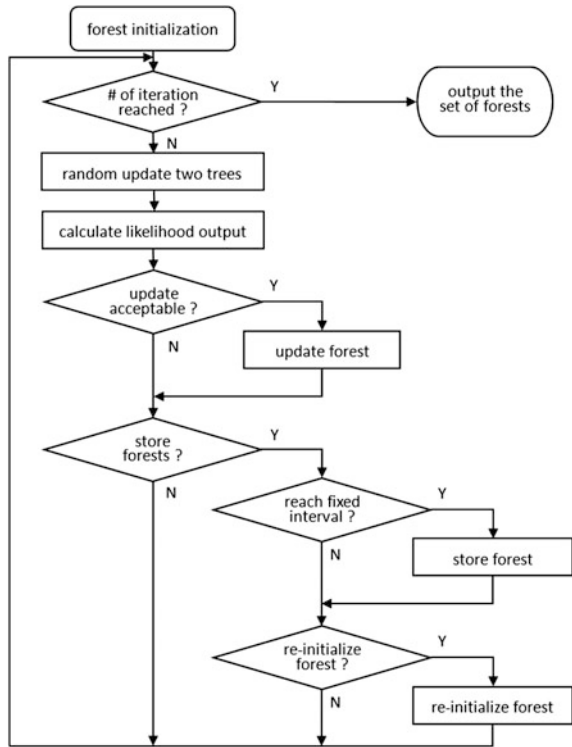 forest initialization
# of iteration
reached ?
Y
output the
set of forests
N
random update two trees
calculate likelihood output
update
acceptable ?
Y
N
update forest
store
forests ?
Y
N
reach fixed
interval ?
Y
N
store forest
re-initialize
forest ?
Y
N
re-initialize forest